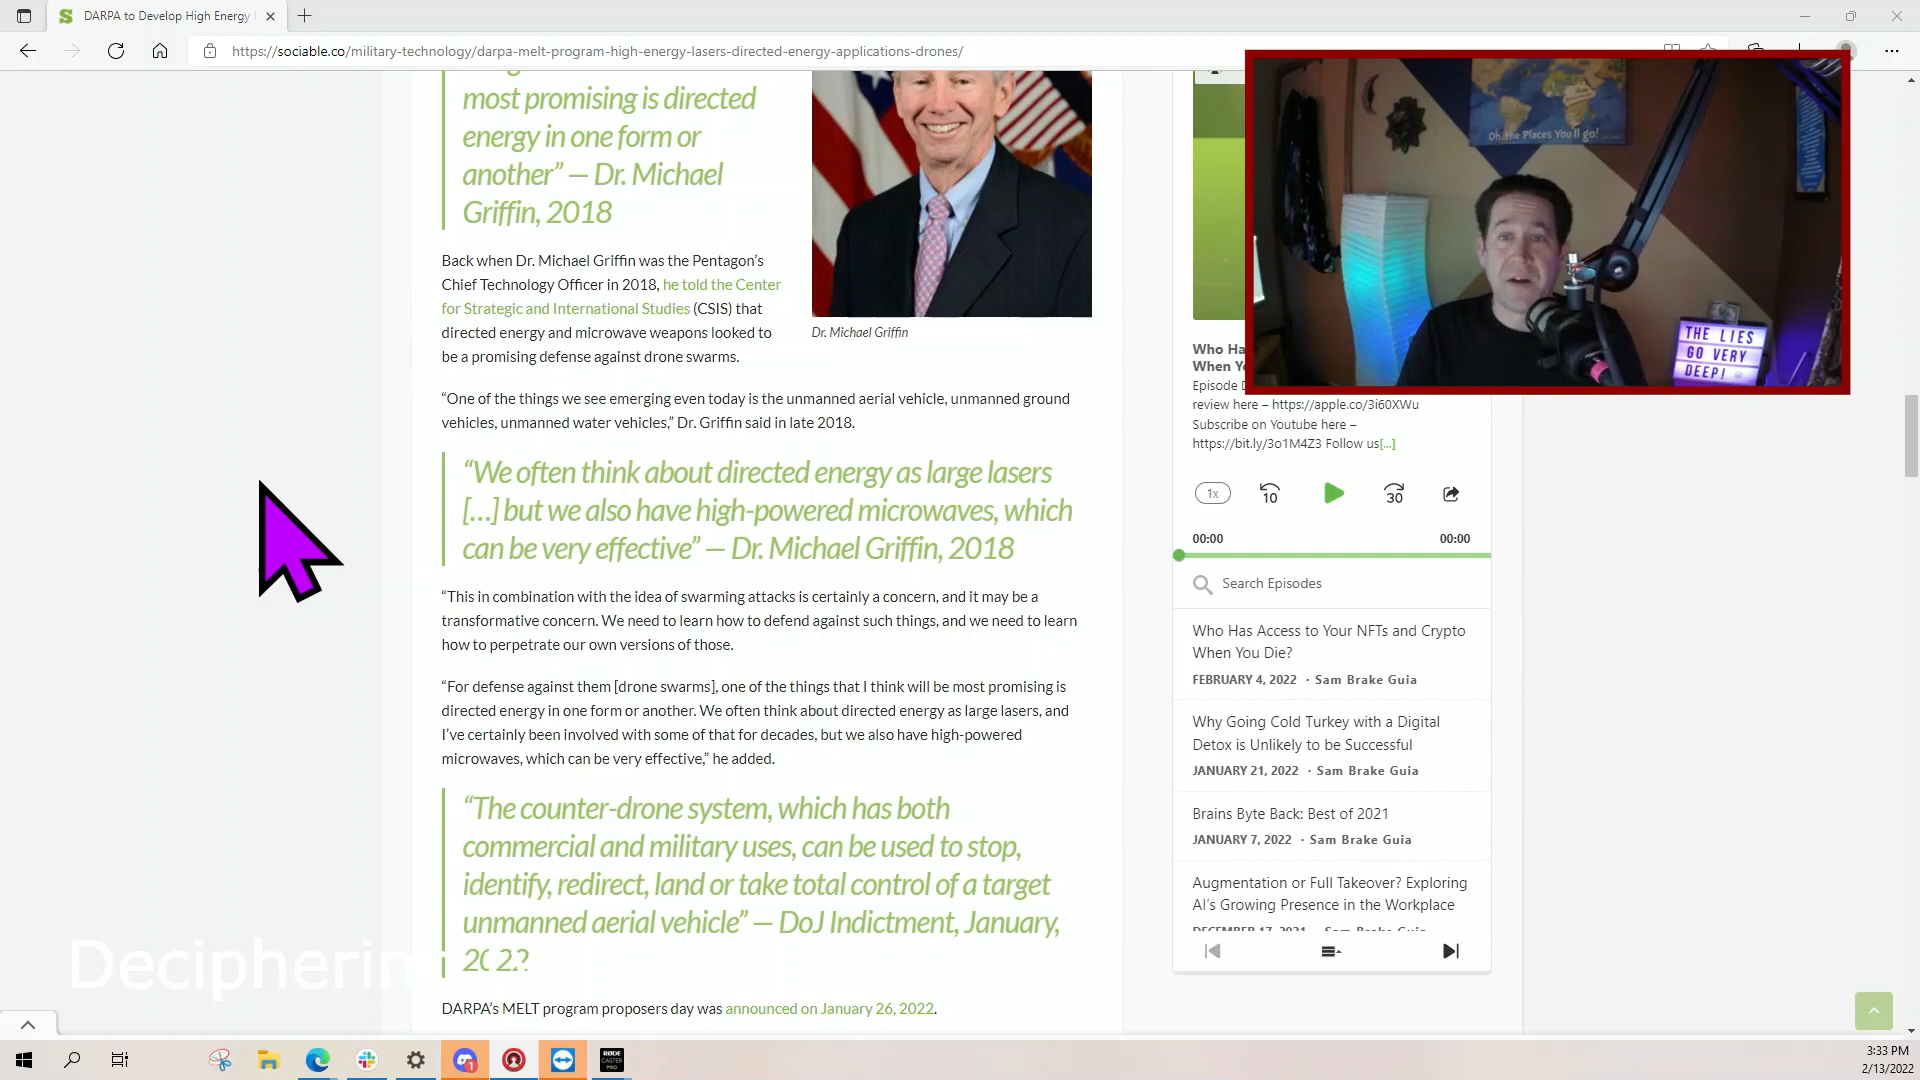 DARPA to Develop High Energy
https://sociable.co/military-technology/darpa-melt-program-high-energy-lasers-directed-energy-applications-drones/
most promising is directed
energy in one form or
another” — Dr. Michael
Griffin, 2018
Back when Dr. Michael Griffin was the Pentagon’s
Chief Technology Officer in 2018, he told the Center
for Strategic and International Studies (CSIS) that
directed energy and microwave weapons looked to
be a promising defense against drone swarms.
Dr. Michael Griffin
“One of the things we see emerging even today is the unmanned aerial vehicle, unmanned ground
vehicles, unmanned water vehicles,” Dr. Griffin said in late 2018.
“We often think about directed energy as large lasers
[…] but we also have high-powered microwaves, which
can be very effective” — Dr. Michael Griffin, 2018
“This in combination with the idea of swarming attacks is certainly a concern, and it may be a
transformative concern. We need to learn how to defend against such things, and we need to learn
how to perpetrate our own versions of those.
“For defense against them [drone swarms], one of the things that I think will be most promising is
directed energy in one form or another. We often think about directed energy as large lasers, and
I’ve certainly been involved with some of that for decades, but we also have high-powered
microwaves, which can be very effective,” he added.
“The counter-drone system, which has both
commercial and military uses, can be used to stop,
identify, redirect, land or take total control of a target
unmanned aerial vehicle” — DoJ Indictment, January,
DARPA’s MELT program proposers day was announced on January 26, 2022.
Oh, the Places You'll go!
THE LIES
GO VERY
DEEP!
Who Ha
When Y
Episode D
review here – https://apple.co/3i60XWu
Subscribe on Youtube here –
https://bit.ly/3o1M4Z3 Follow us[...]
1x
10
30
00:00
00:00
Search Episodes
Who Has Access to Your NFTs and Crypto
When You Die?
FEBRUARY 4, 2022 · Sam Brake Guia
Why Going Cold Turkey with a Digital
Detox is Unlikely to be Successful
JANUARY 21, 2022 · Sam Brake Guia
Brains Byte Back: Best of 2021
JANUARY 7, 2022 · Sam Brake Guia
Augmentation or Full Takeover? Exploring
AI’s Growing Presence in the Workplace
Decipherin
RØDE
CASTER
PRO
1
3:33 PM
2/13/2022